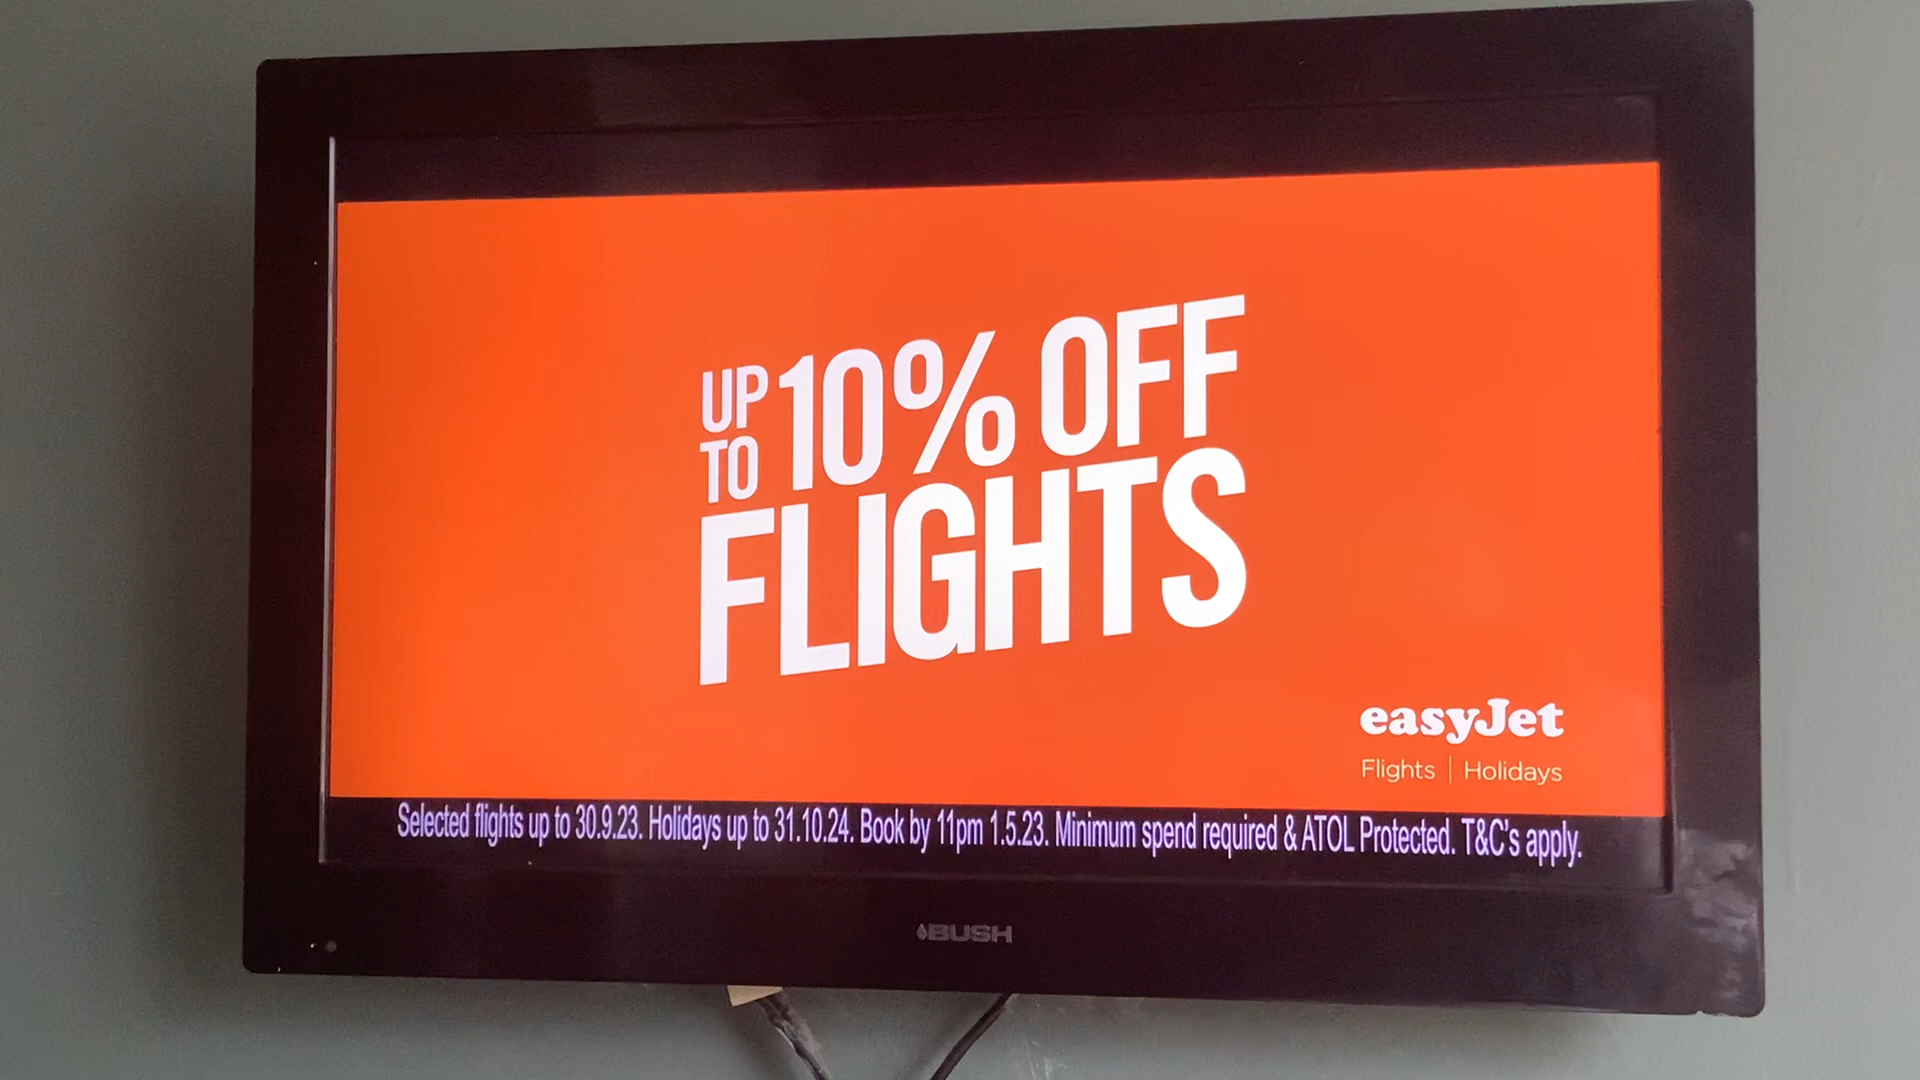 UP TO 10% OFF
FLIGHTS
easyJet
Flights | Holidays
Selected flights up to 30.9.23. Holidays up to 31.10.24. Book by 11pm 1.5.23. Minimum spend required & ATOL Protected. T&C's apply.
BUSH